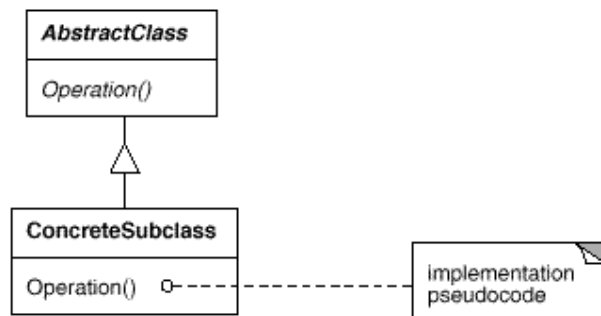 AbstractClass
Operation()
ConcreteSubclass
Operation()
implementation
pseudocode